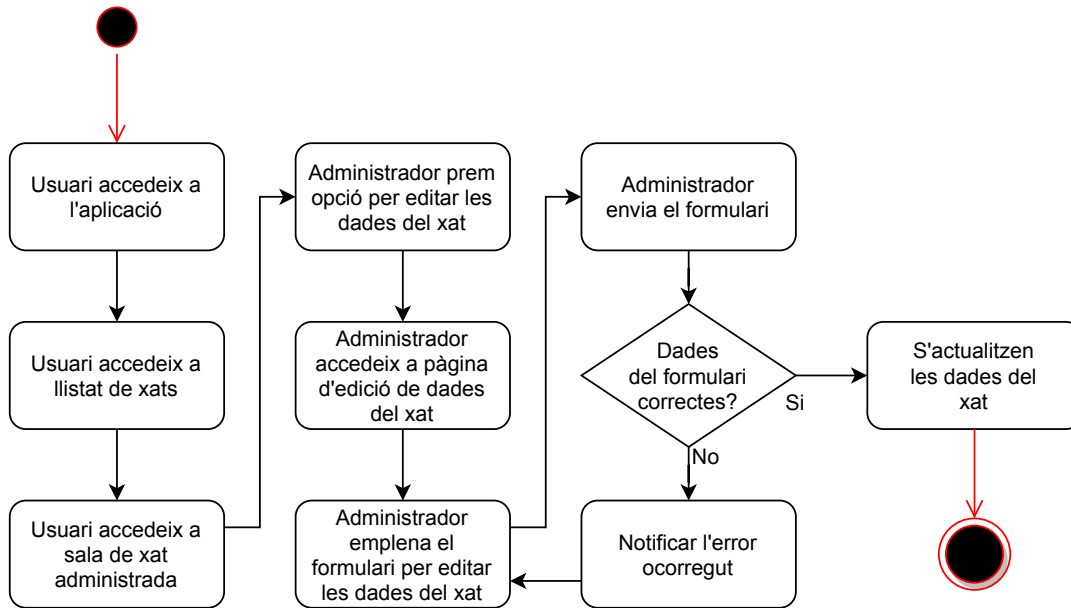 Usuari accedeix a
l'aplicació
Usuari accedeix a
llistat de xats
Usuari accedeix a
sala de xat
administrada
Administrador prem
opció per editar les
dades del xat
Administrador
accedeix a pàgina
d'edició de dades
del xat
Administrador
emplena el
formulari per editar
les dades del xat
Administrador
envia el formulari
Dades
del formulari
correctes?
Si
No
Notificar l'error
ocorregut
S'actualitzen
les dades del
xat